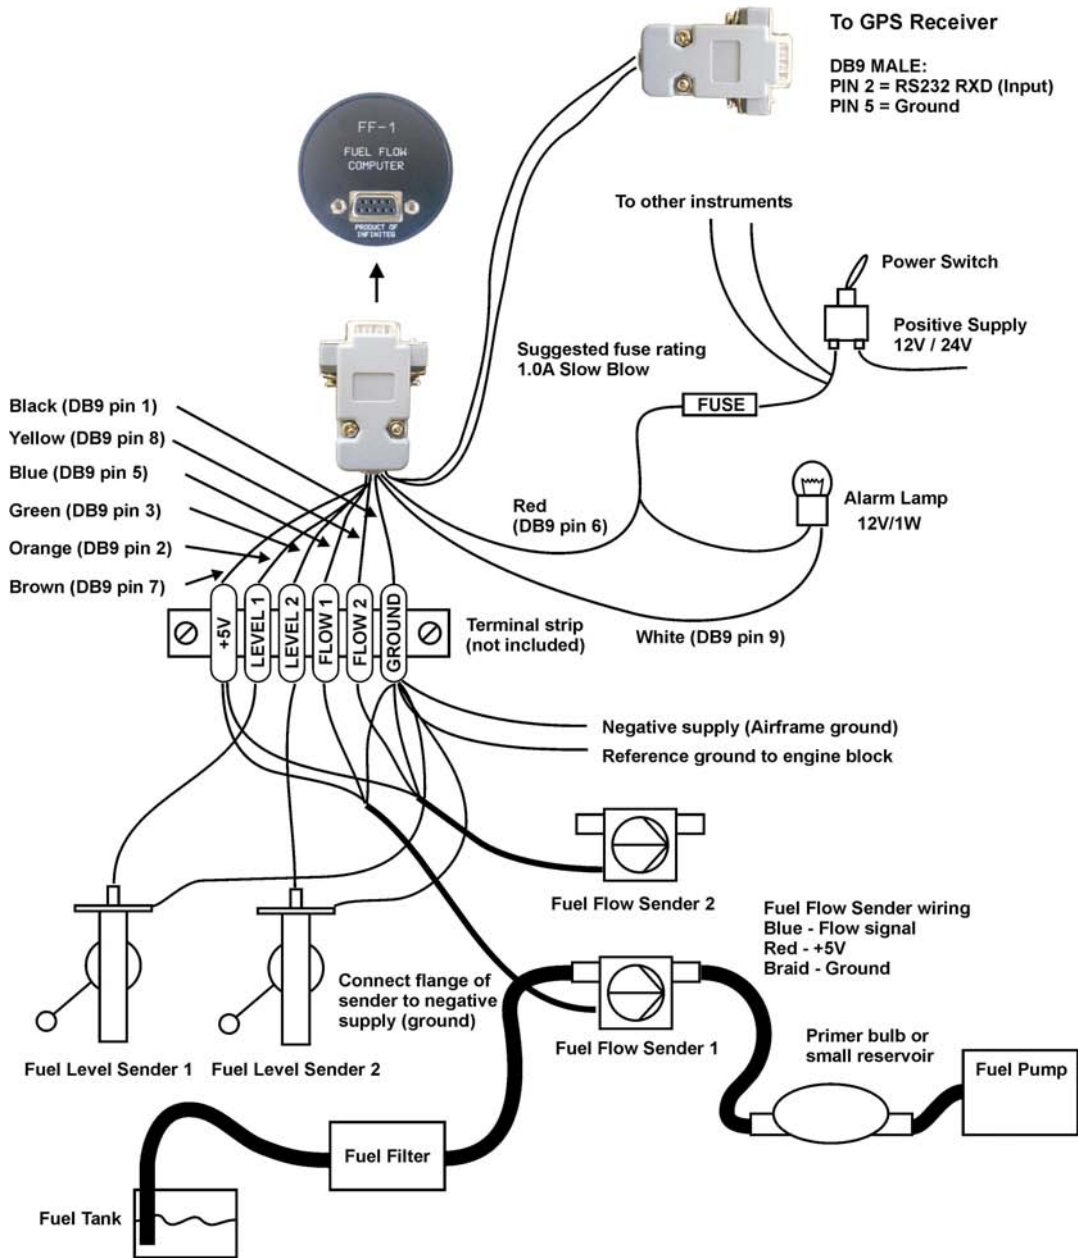 To GPS Receiver
DB9 MALE:
PIN 2 = RS232 RXD (Input)
PIN 5 = Ground
FF-1
FUEL FLOW
COMPUTER
PRODUCT OF
INFINITEQ
To other instruments
Power Switch
Positive Supply
12V / 24V
Suggested fuse rating
1.0A Slow Blow
FUSE
Black (DB9 pin 1)
Yellow (DB9 pin 8)
Blue (DB9 pin 5)
Green (DB9 pin 3)
Orange (DB9 pin 2)
Brown (DB9 pin 7)
Red
(DB9 pin 6)
Alarm Lamp
12V/1W
White (DB9 pin 9)
+5V
LEVEL 1
LEVEL 2
FLOW 1
FLOW 2
GROUND
Terminal strip
(not included)
Negative supply (Airframe ground)
Reference ground to engine block
Fuel Flow Sender 2
Fuel Flow Sender wiring
Blue - Flow signal
Red - +5V
Braid - Ground
Connect flange of
sender to negative
supply (ground)
Fuel Flow Sender 1
Fuel Level Sender 1
Fuel Level Sender 2
Primer bulb or
small reservoir
Fuel Pump
Fuel Filter
Fuel Tank